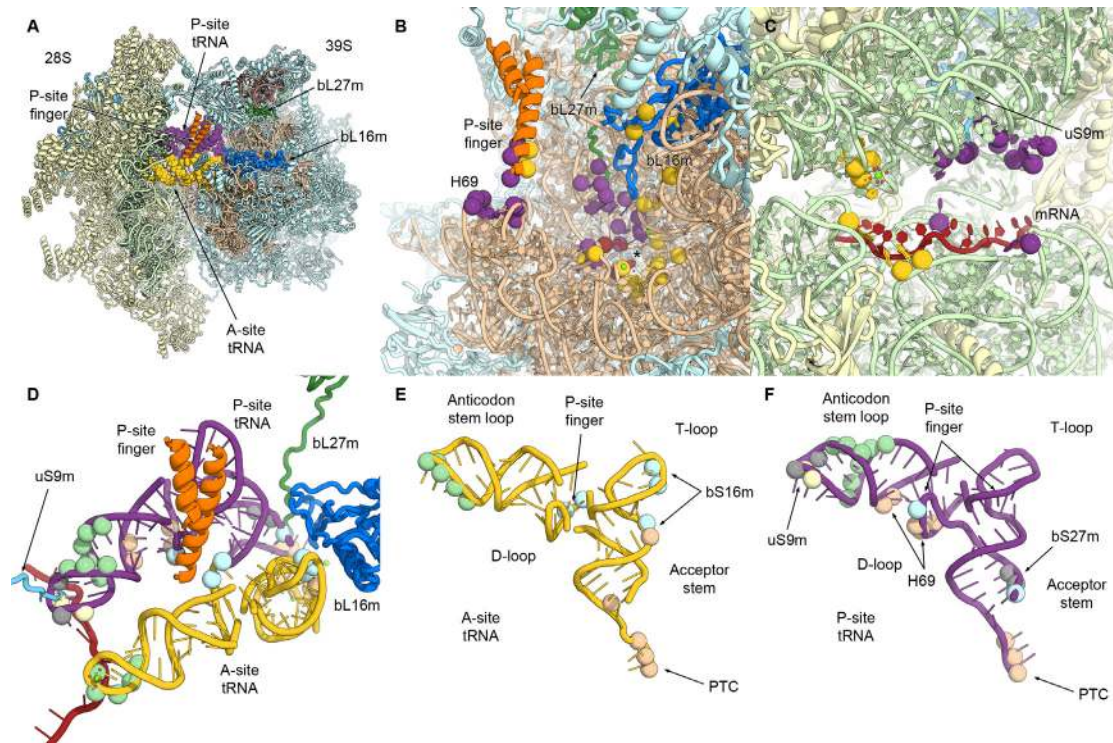 A
P-site
tRNA
28S
39S
P-site
finger
bL27m
bL16m
A-site
tRNA
B
bL27m
P-site
finger
bL16m
H69
*
C
uS9m
mRNA
D
P-site
finger
P-site
tRNA
bL27m
uS9m
bL16m
A-site
tRNA
E
Anticodon
stem loop
P-site
finger
T-loop
bS16m
D-loop
Acceptor
stem
A-site
tRNA
PTC
F
Anticodon
stem loop
P-site
finger
T-loop
uS9m
bS27m
D-loop
H69
Acceptor
stem
P-site
tRNA
PTC